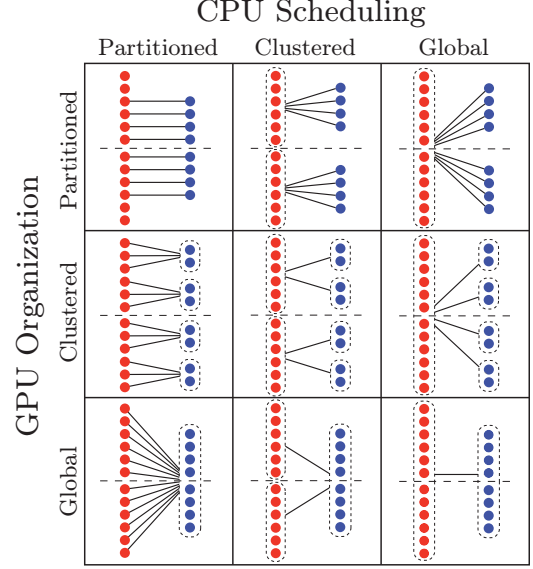 CPU Scheduling
Partitioned Clustered Global
GPU Organization
Partitioned
Clustered
Global